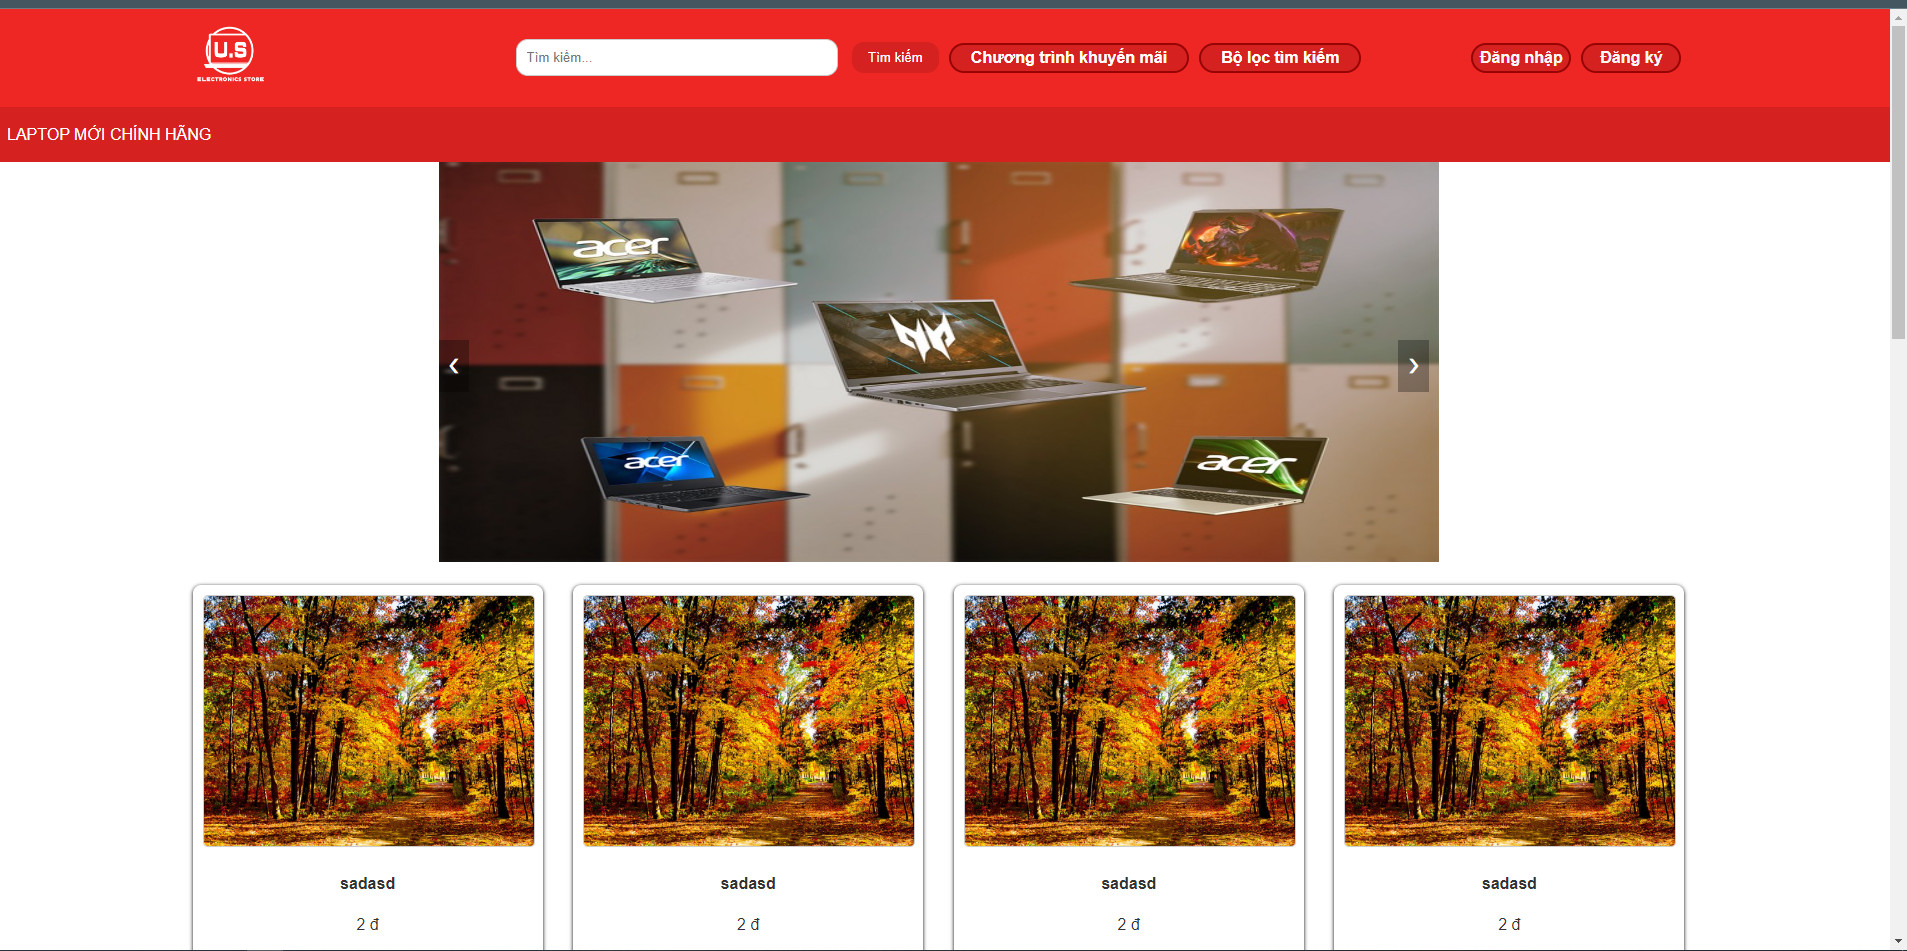 U.S
ELECTRONICS STORE
Tìm kiếm...
Tìm kiếm
Chương trình khuyến mãi
Bộ lọc tìm kiếm
Đăng nhập
Đăng ký
LAPTOP MỚI CHÍNH HÃNG
acer
acer
acer
❮
❯
sadasd
sadasd
sadasd
sadasd
2 đ
2 đ
2 đ
2 đ